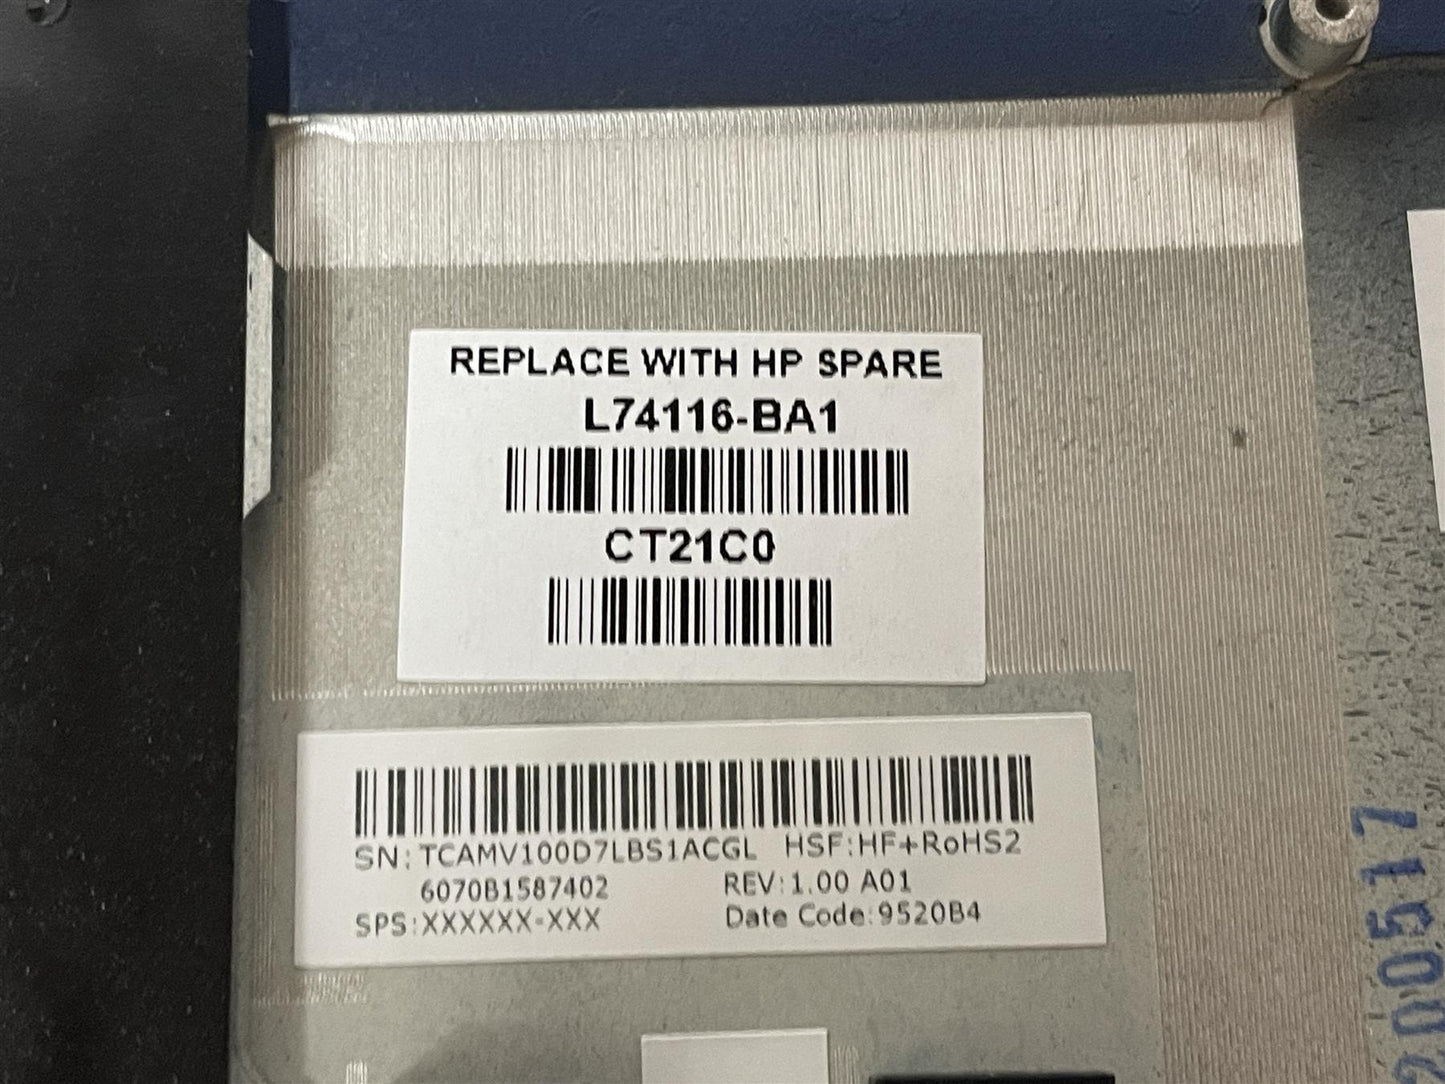 REPLACE WITH HP SPARE
L74116-BA1
CT21C0
SN:TCAMV100D7LBS1ACGL HSF:HF+RoHS2
6070B1587402 REV:1.00 A01
SPS:XXXXXX-XXX Date Code:9520B4
200517